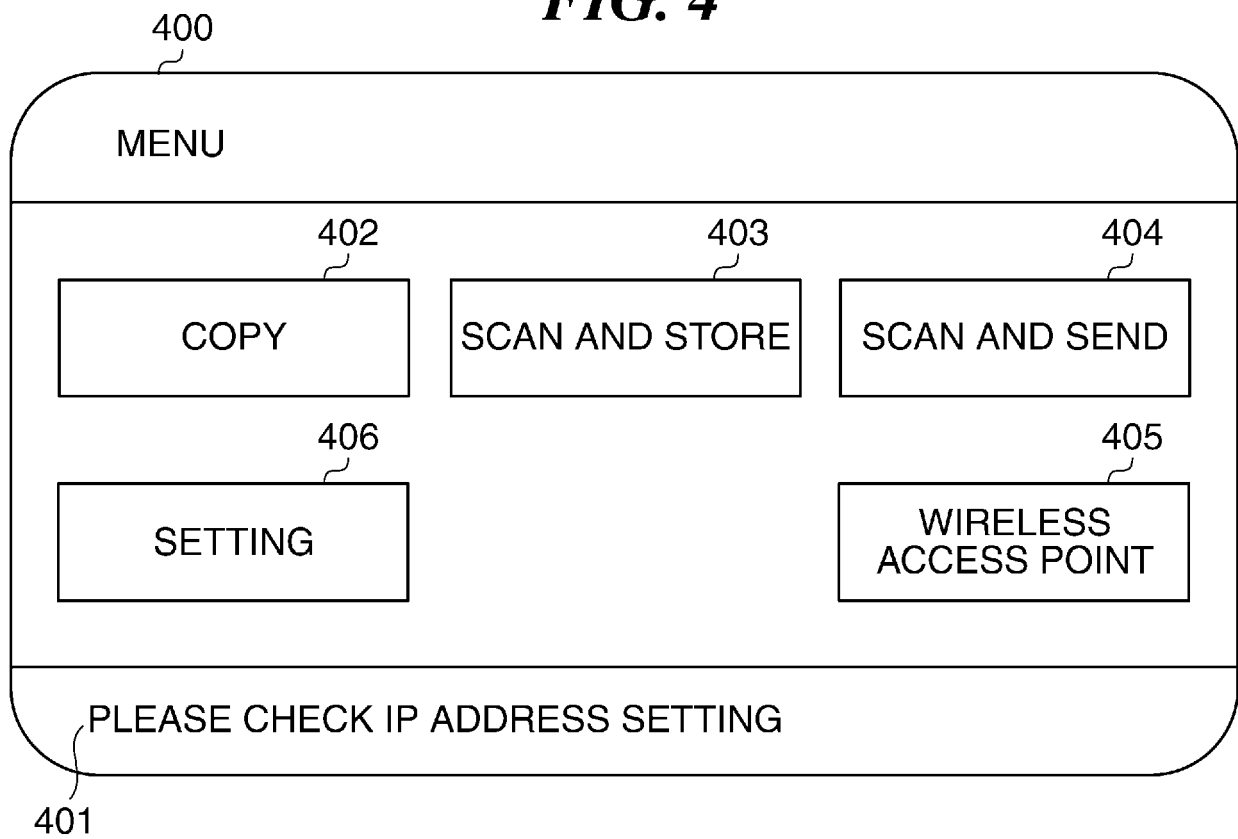 FIG. 4
400
MENU
402
403
404
COPY
SCAN AND STORE
SCAN AND SEND
406
405
SETTING
WIRELESS
ACCESS POINT
PLEASE CHECK IP ADDRESS SETTING
401